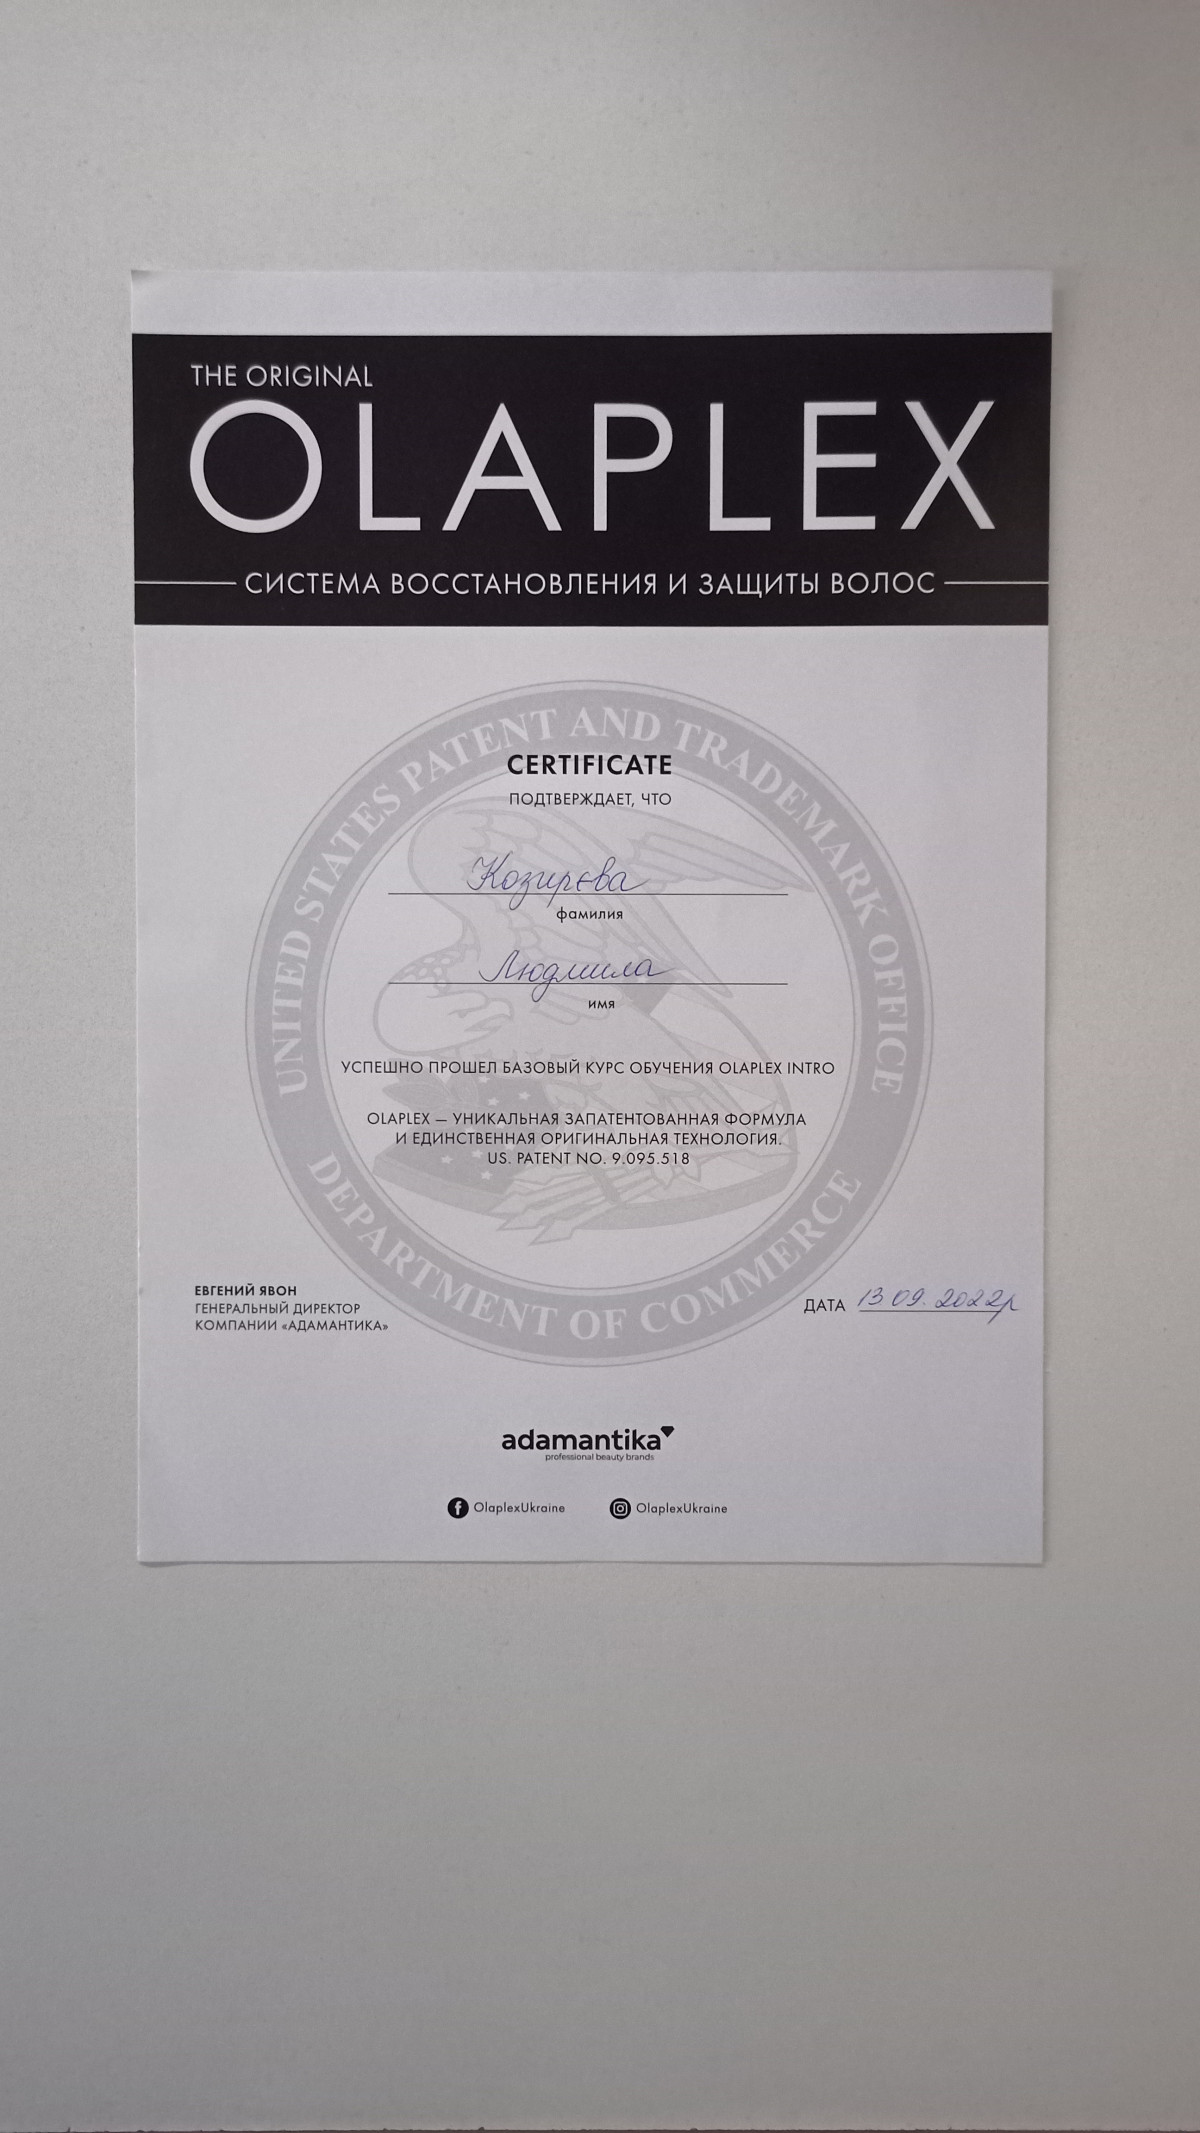 THE ORIGINAL
OLAPLEX
СИСТЕМА ВОССТАНОВЛЕНИЯ И ЗАЩИТЫ ВОЛОС
UNITED STATES PATENT AND TRADEMARK OFFICE
DEPARTMENT OF COMMERCE
CERTIFICATE
ПОДТВЕРЖДАЕТ, ЧТО
Козирєва
фамилия
Людмила
имя
УСПЕШНО ПРОШЕЛ БАЗОВЫЙ КУРС ОБУЧЕНИЯ OLAPLEX INTRO
OLAPLEX — УНИКАЛЬНАЯ ЗАПАТЕНТОВАННАЯ ФОРМУЛА
И ЕДИНСТВЕННАЯ ОРИГИНАЛЬНАЯ ТЕХНОЛОГИЯ.
US. PATENT NO. 9.095.518
ЕВГЕНИЙ ЯВОН
ГЕНЕРАЛЬНЫЙ ДИРЕКТОР
КОМПАНИИ «АДАМАНТИКА»
ДАТА 13.09.2022р
adamantika
professional beauty brands
OlaplexUkraine OlaplexUkraine